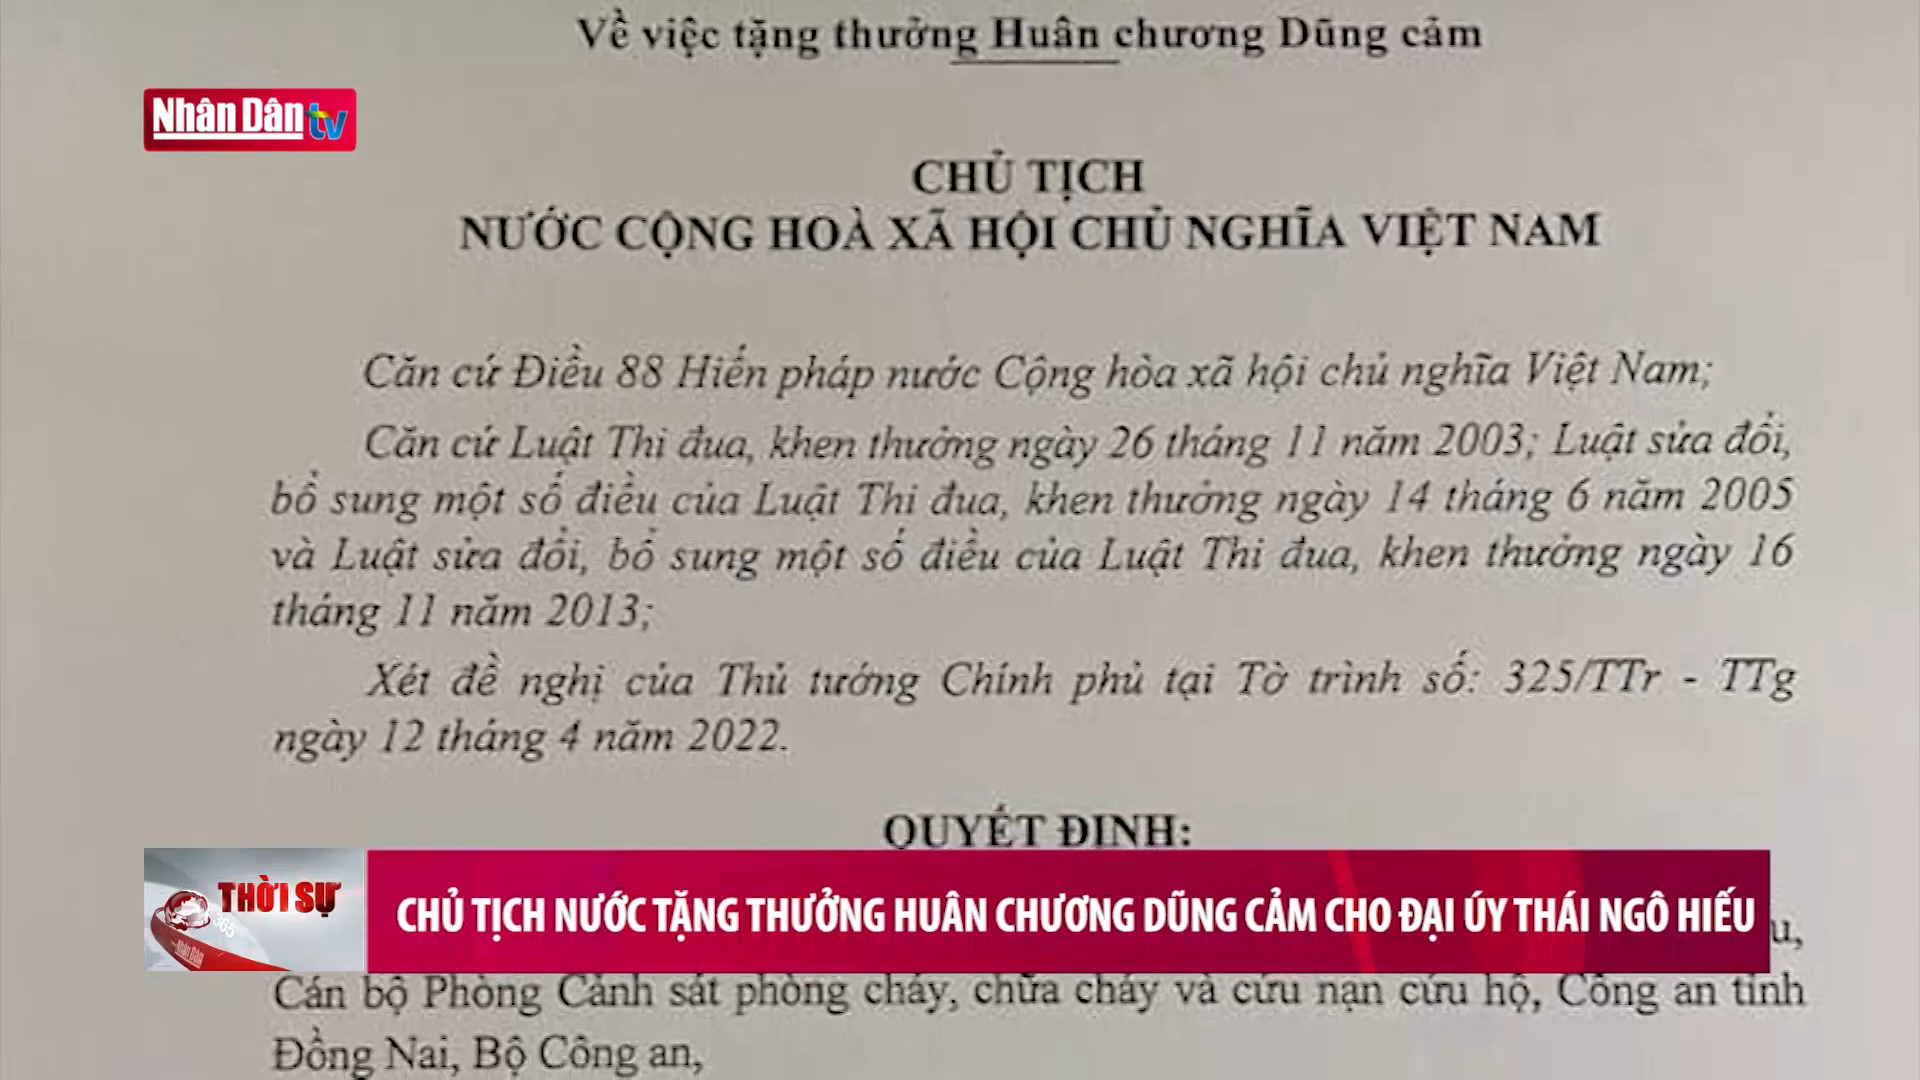 Về việc tặng thưởng Huân chương Dũng cảm
Nhân Dân tv
CHỦ TỊCH
NƯỚC CỘNG HOÀ XÃ HỘI CHỦ NGHĨA VIỆT NAM
Căn cứ Điều 88 Hiến pháp nước Cộng hòa xã hội chủ nghĩa Việt Nam;
Căn cứ Luật Thi đua, khen thưởng ngày 26 tháng 11 năm 2003; Luật sửa đổi,
bổ sung một số điều của Luật Thi đua, khen thưởng ngày 14 tháng 6 năm 2005
và Luật sửa đổi, bổ sung một số điều của Luật Thi đua, khen thưởng ngày 16
tháng 11 năm 2013;
Xét đề nghị của Thủ tướng Chính phủ tại Tờ trình số: 325/TTr - TTg
ngày 12 tháng 4 năm 2022.
QUYẾT ĐỊNH:
THỜI SỰ
365
Nhân Dân
CHỦ TỊCH NƯỚC TẶNG THƯỞNG HUÂN CHƯƠNG DŨNG CẢM CHO ĐẠI ÚY THÁI NGÔ HIẾU
Cán bộ Phòng Cảnh sát phòng cháy, chữa cháy và cứu nạn cứu hộ, Công an tỉnh
Đồng Nai, Bộ Công an,